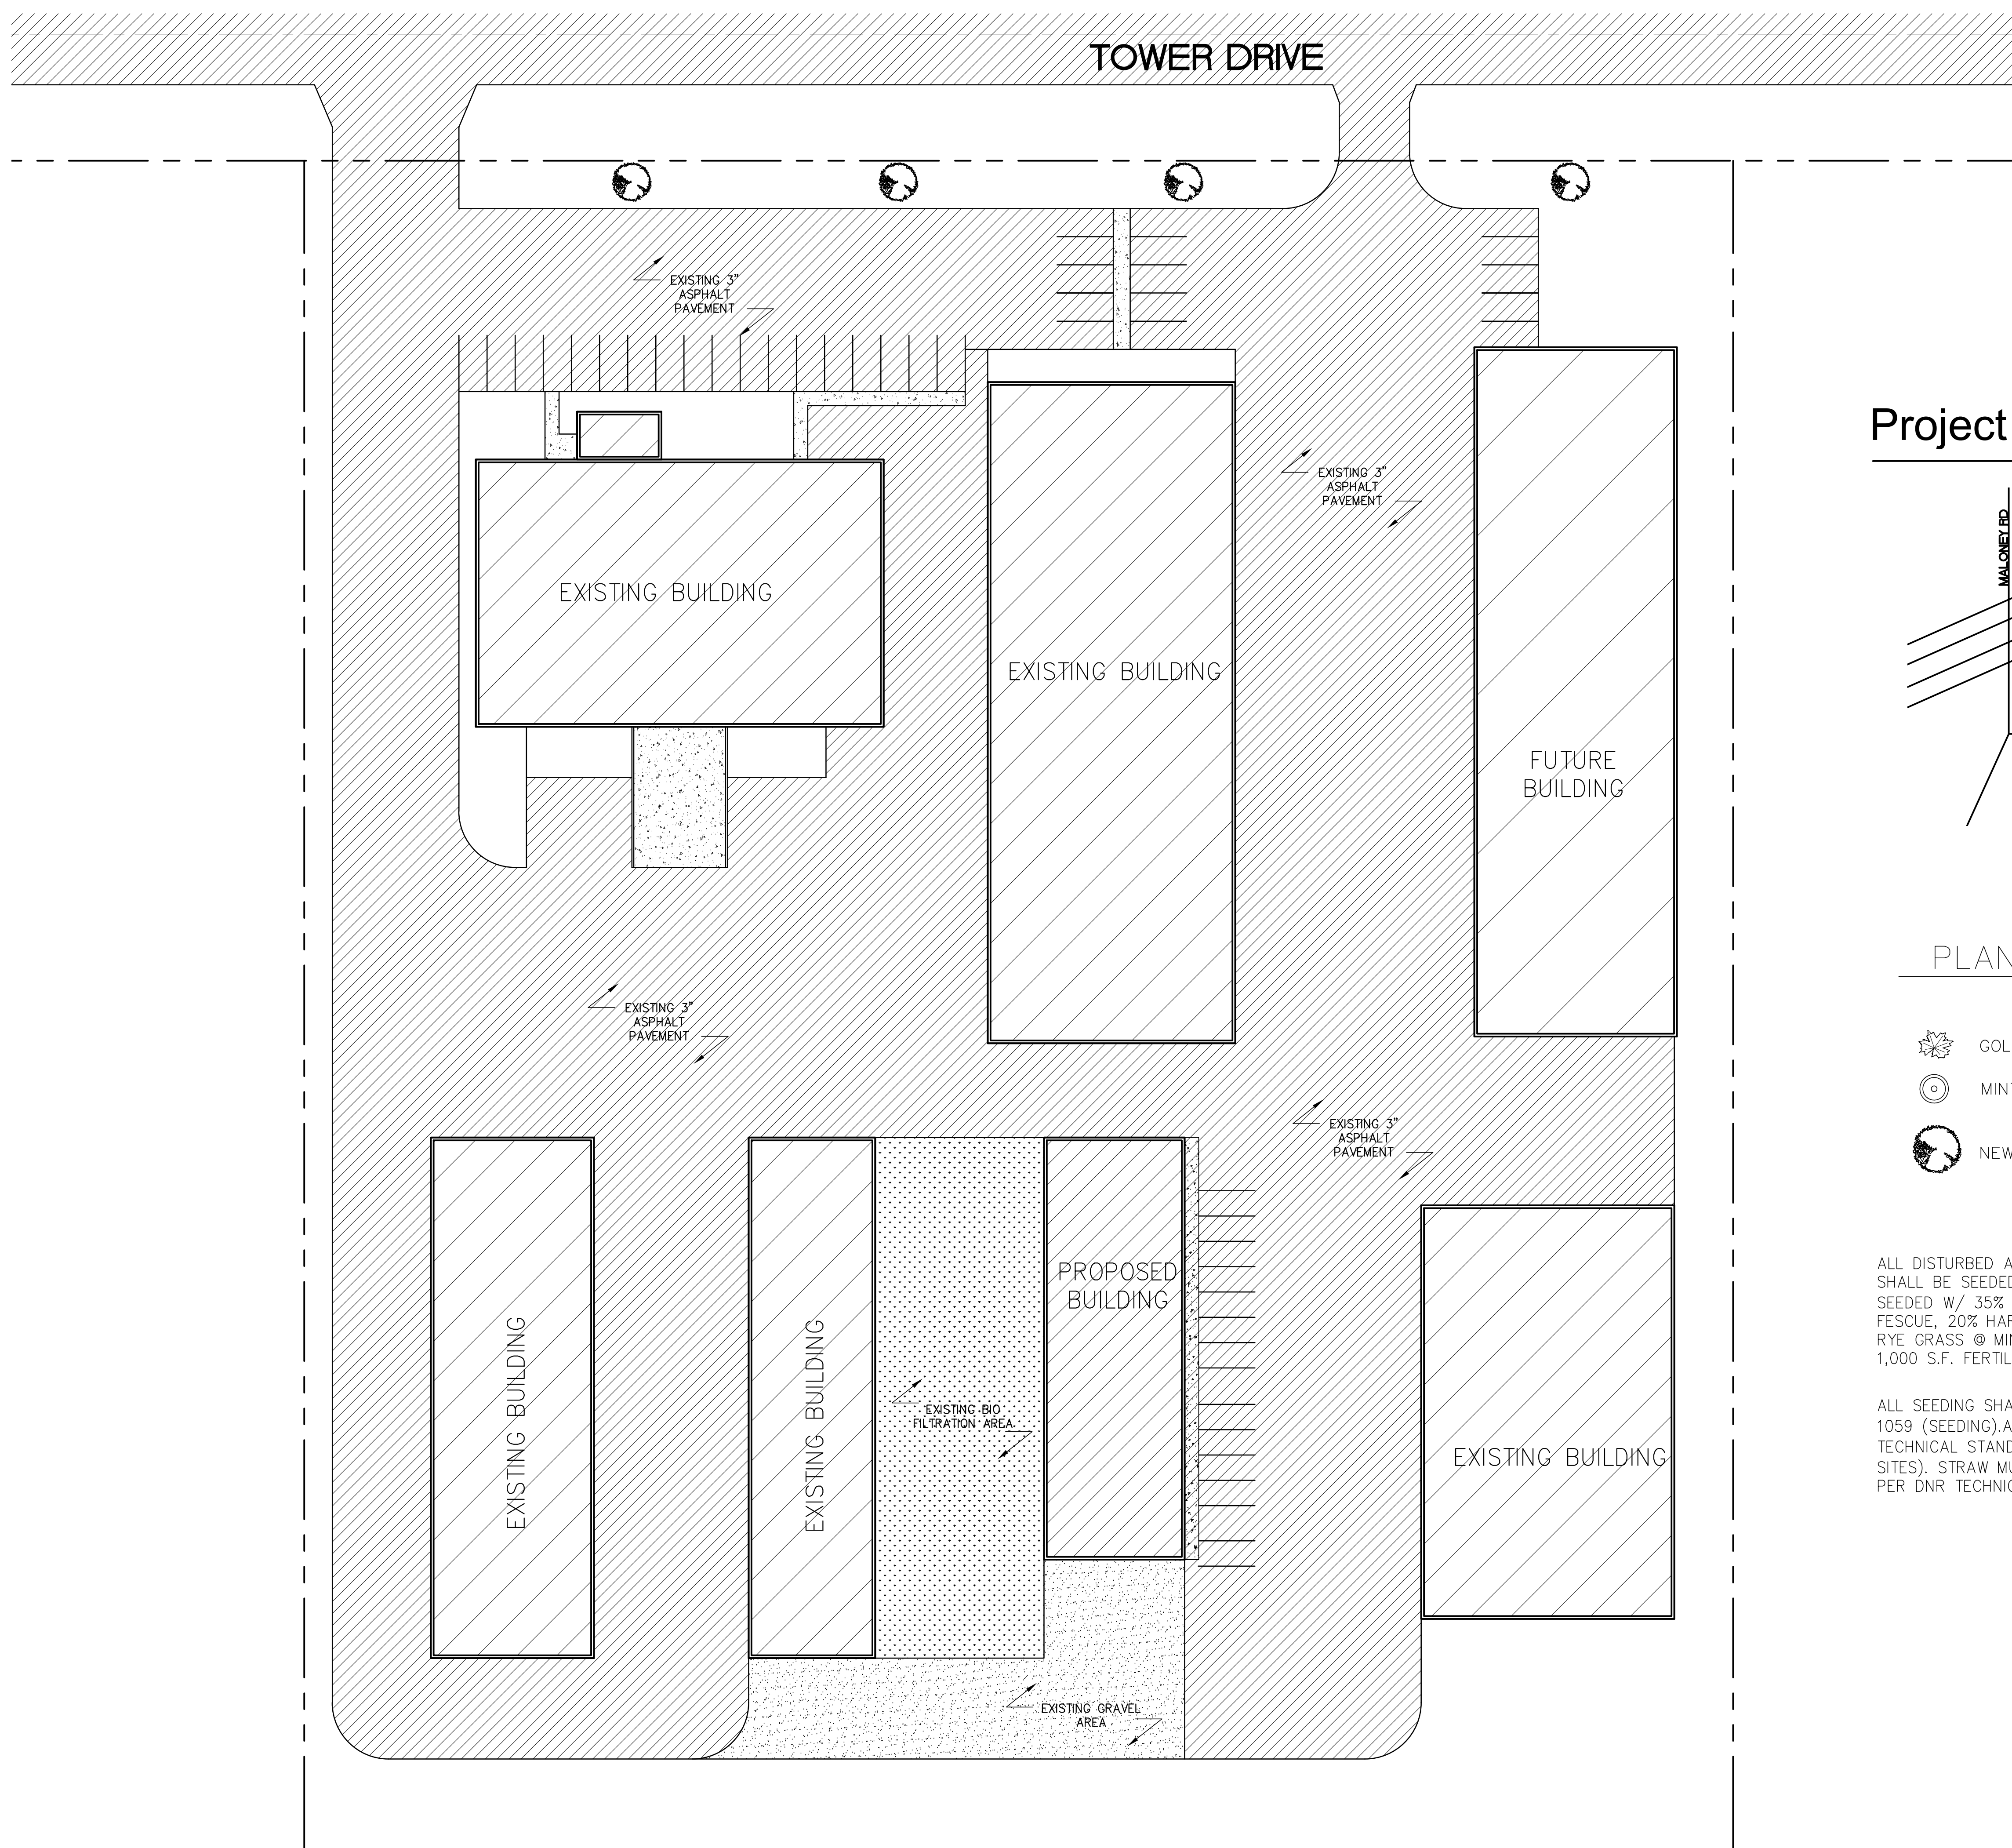 TOWER DRIVE
EXISTING 3"
ASPHALT
PAVEMENT
Project
EXISTING 3"
ASPHALT
PAVEMENT
MALONEY RD
EXISTING BUILDING
EXISTING BUILDING
FUTURE
BUILDING
PLAN
EXISTING 3"
ASPHALT
PAVEMENT
GOL
MIN
EXISTING 3"
ASPHALT
PAVEMENT
NEW
PROPOSED
BUILDING
ALL DISTURBED A
SHALL BE SEEDED
SEEDED W/ 35%
FESCUE, 20% HAR
RYE GRASS @ MIN
1,000 S.F. FERTIL
EXISTING BUILDING
EXISTING BUILDING
EXISTING BIO
FILTRATION AREA
ALL SEEDING SHA
1059 (SEEDING).A
TECHNICAL STAND
SITES). STRAW MU
PER DNR TECHNIC
EXISTING BUILDING
EXISTING GRAVEL
AREA